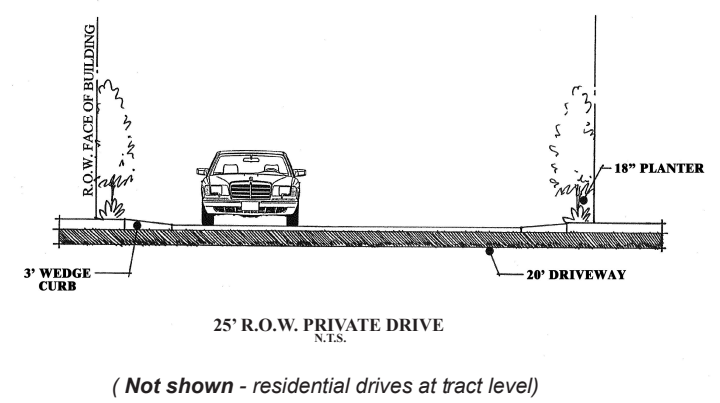 R.O.W. FACE OF BUILDING
18” PLANTER
3’ WEDGE
CURB
20’ DRIVEWAY
25’ R.O.W. PRIVATE DRIVE
N.T.S.
( Not shown - residential drives at tract level)